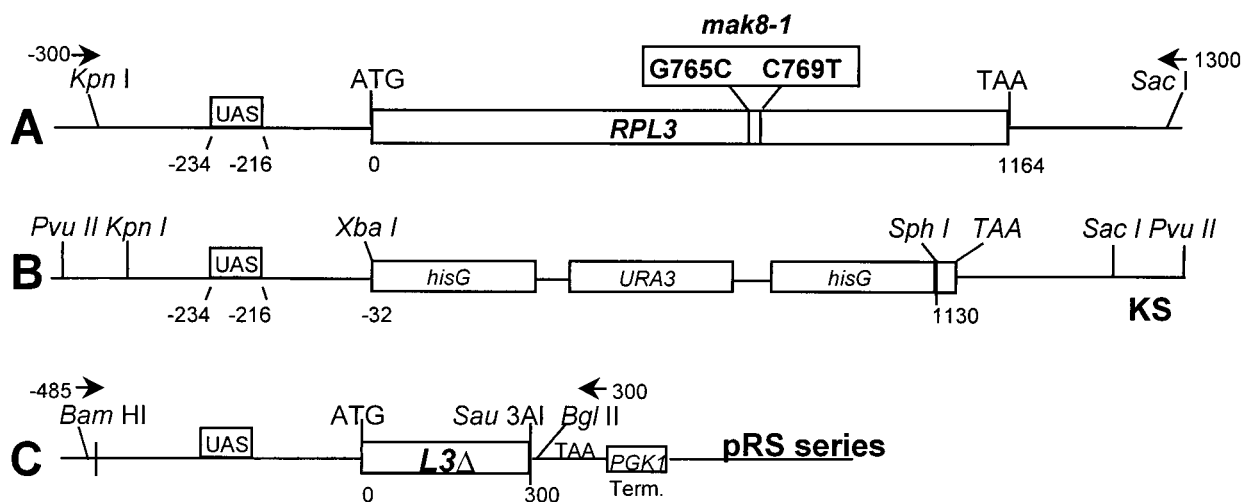 mak8-1
-300
G765C C769T
1300
Kpn I
ATG
TAA
Sac I
UAS
A
RPL3
-234 -216
0
1164
Pvu II Kpn I
Xba I
Sph I TAA
Sac I Pvu II
B
UAS
hisG
URA3
hisG
-234 -216
-32
1130
KS
-485
300
Bam HI
ATG
Sau 3AI
Bgl II
C
UAS
L3Δ
TAA
PGK1
pRS series
0
300
Term.